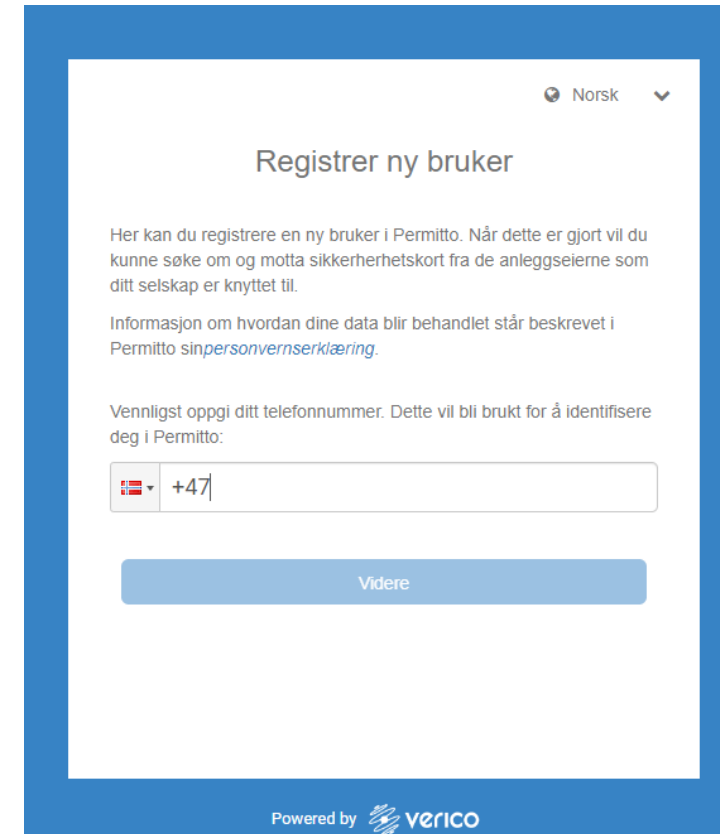 Norsk
Registrer ny bruker
Her kan du registrere en ny bruker i Permitto. Når dette er gjort vil du
kunne søke om og motta sikkerherhetskort fra de anleggseierne som
ditt selskap er knyttet til.
Informasjon om hvordan dine data blir behandlet står beskrevet i
Permitto sinpersonvernserklæring.
Vennligst oppgi ditt telefonnummer. Dette vil bli brukt for å identifisere
deg i Permitto:
+47
Videre
Powered by verico